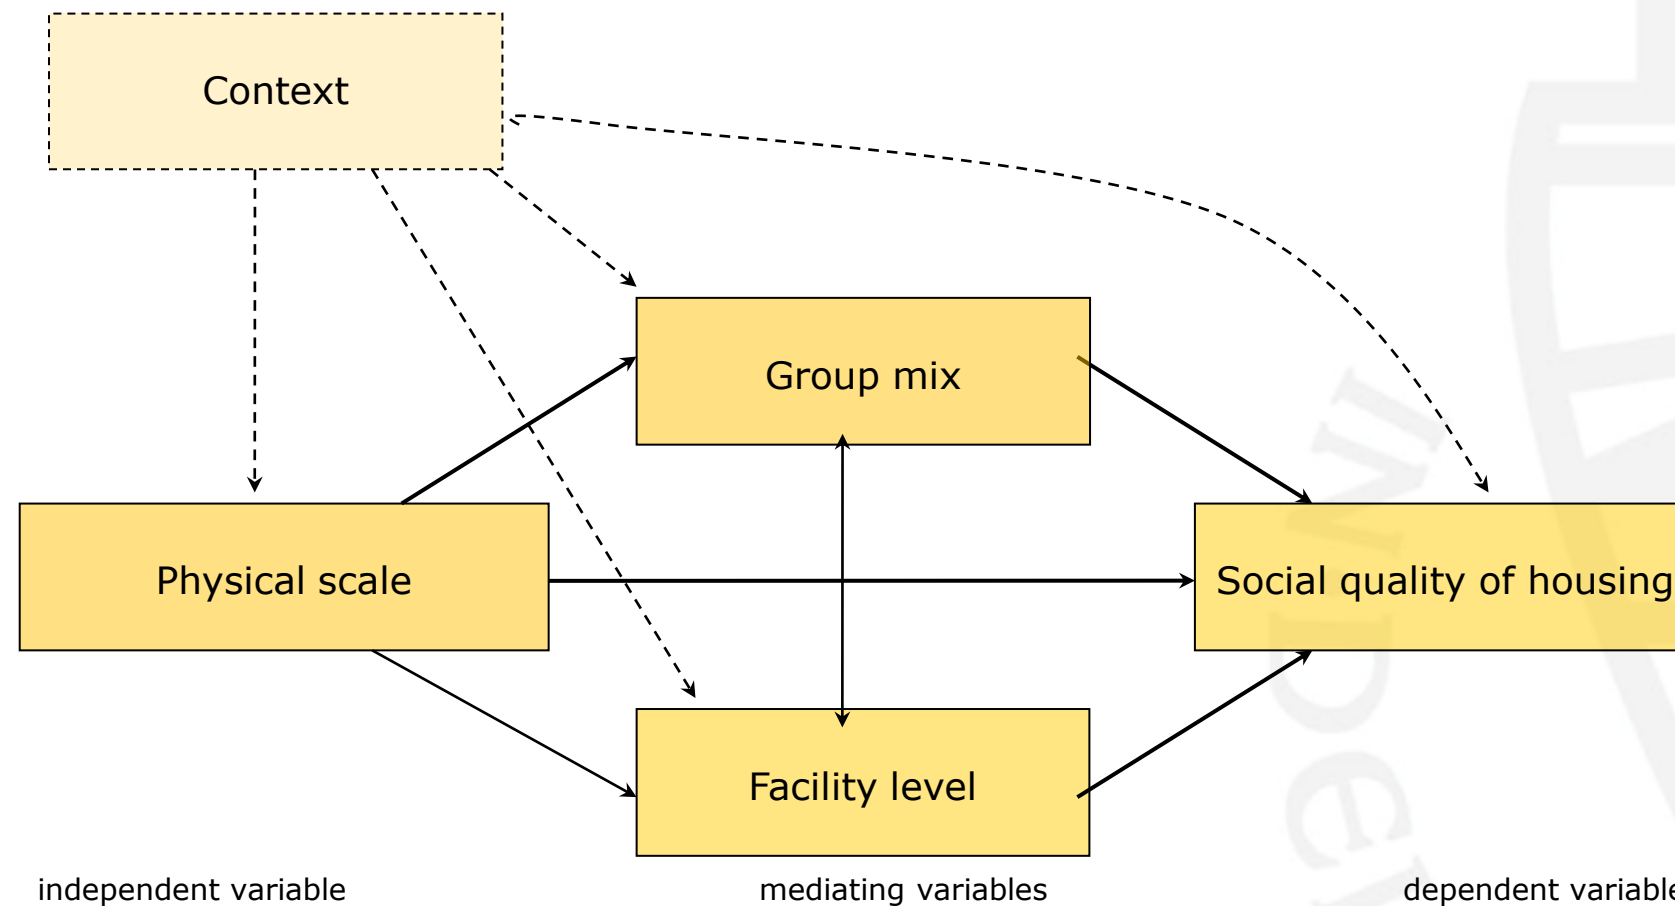 Context
Group mix
Physical scale
Social quality of housing
Facility level
independent variable
mediating variables
dependent variable